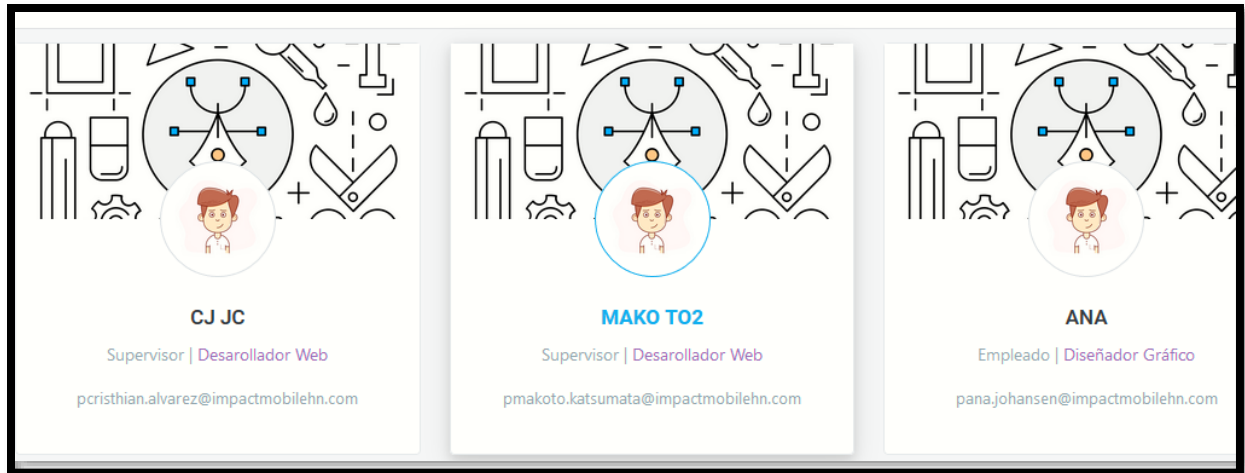 CJ JC
Supervisor | Desarollador Web
pcristhian.alvarez@impactmobilehn.com
MAKO TO2
Supervisor | Desarollador Web
pmakoto.katsumata@impactmobilehn.com
ANA
Empleado | Diseñador Gráfico
pana.johansen@impactmobilehn.com